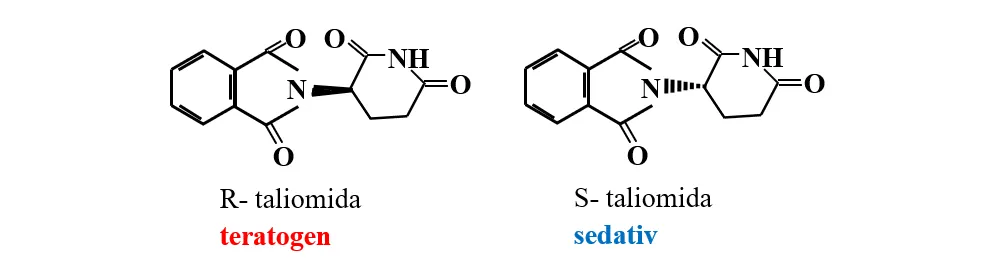 O O NH N O O
O O NH N O O
R- taliomida
teratogen
S- taliomida
sedativ